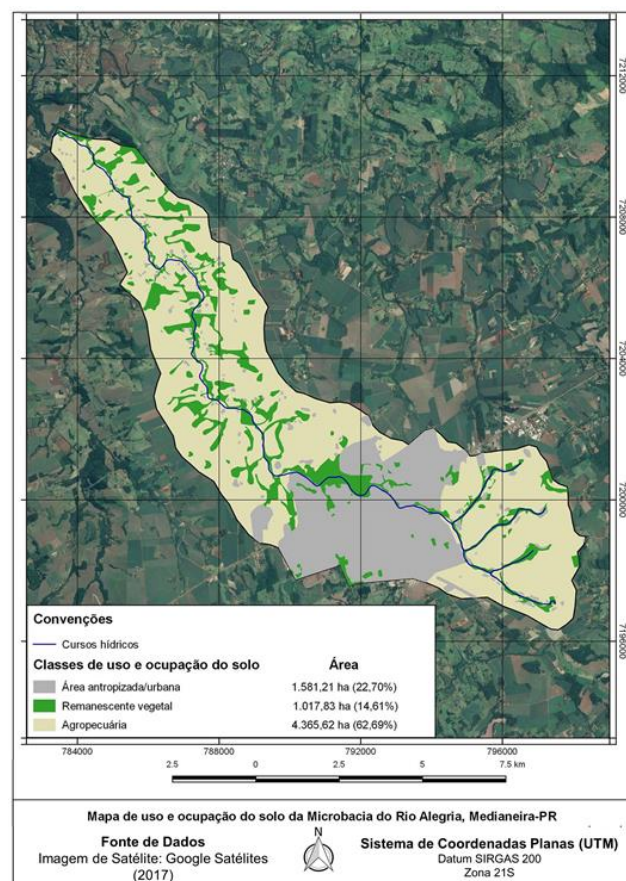 7212000
7208000
7204000
7200000
7196000
Convenções
Cursos hídricos
Classes de uso e ocupação do solo Área
Área antropizada/urbana 1.581,21 ha (22,70%)
Remanescente vegetal 1.017,83 ha (14,61%)
Agropecuária 4.365,62 ha (62,69%)
784000 788000 792000 796000
2.5 0 2.5 5 7.5 km
Mapa de uso e ocupação do solo da Microbacia do Rio Alegria, Medianeira-PR
Fonte de Dados
Imagem de Satélite: Google Satélites
(2017)
N
Sistema de Coordenadas Planas (UTM)
Datum SIRGAS 200
Zona 21S